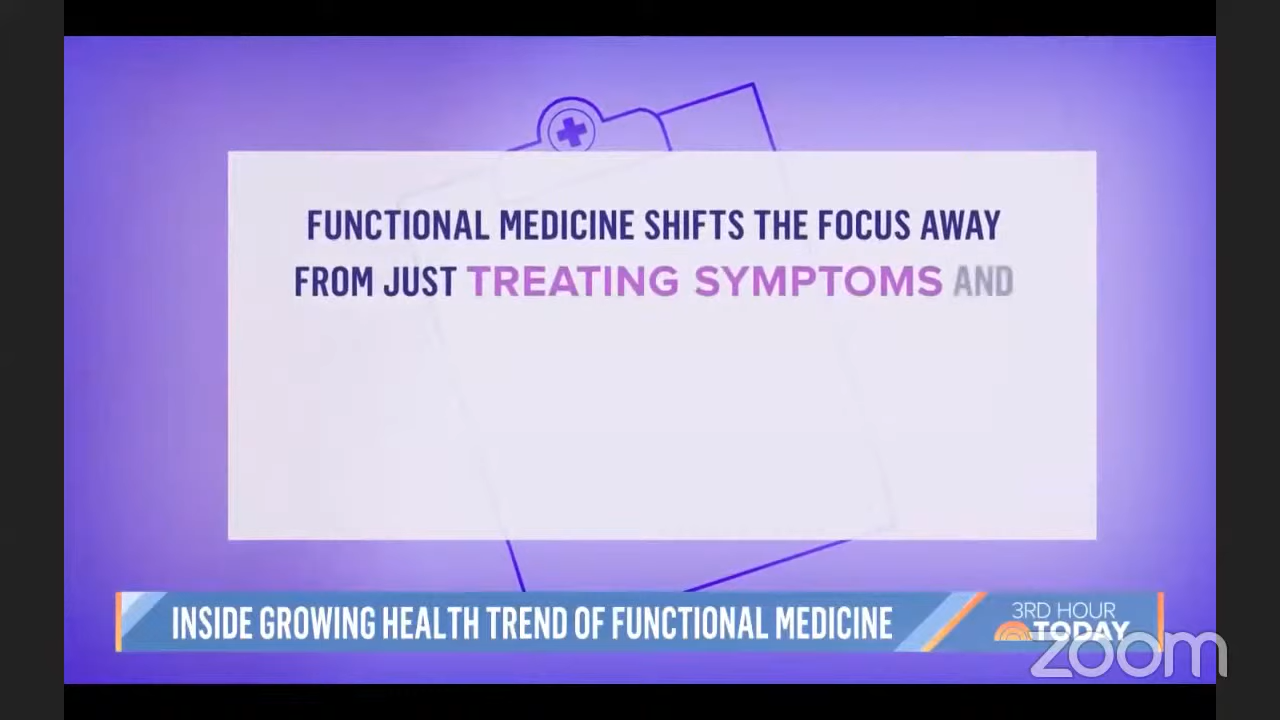 FUNCTIONAL MEDICINE SHIFTS THE FOCUS AWAY
FROM JUST TREATING SYMPTOMS AND
INSIDE GROWING HEALTH TREND OF FUNCTIONAL MEDICINE
3RD HOUR
TODAY
zoom